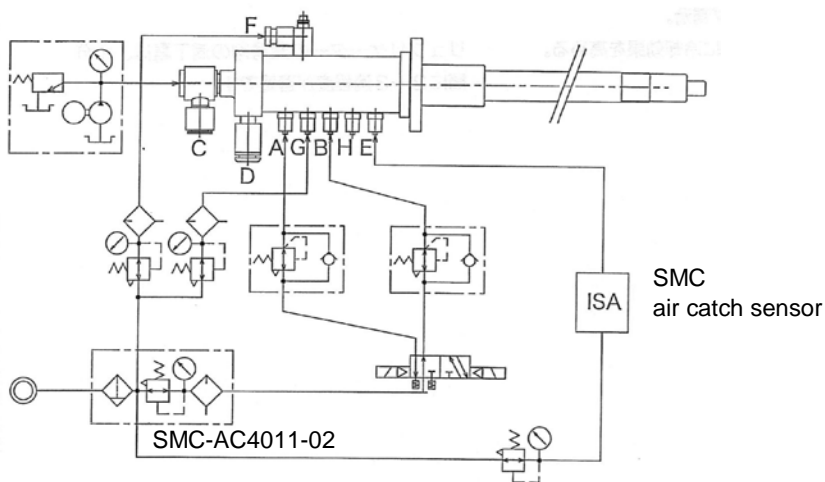 F
C
D
A G B H E
ISA
SMC
air catch sensor
SMC-AC4011-02